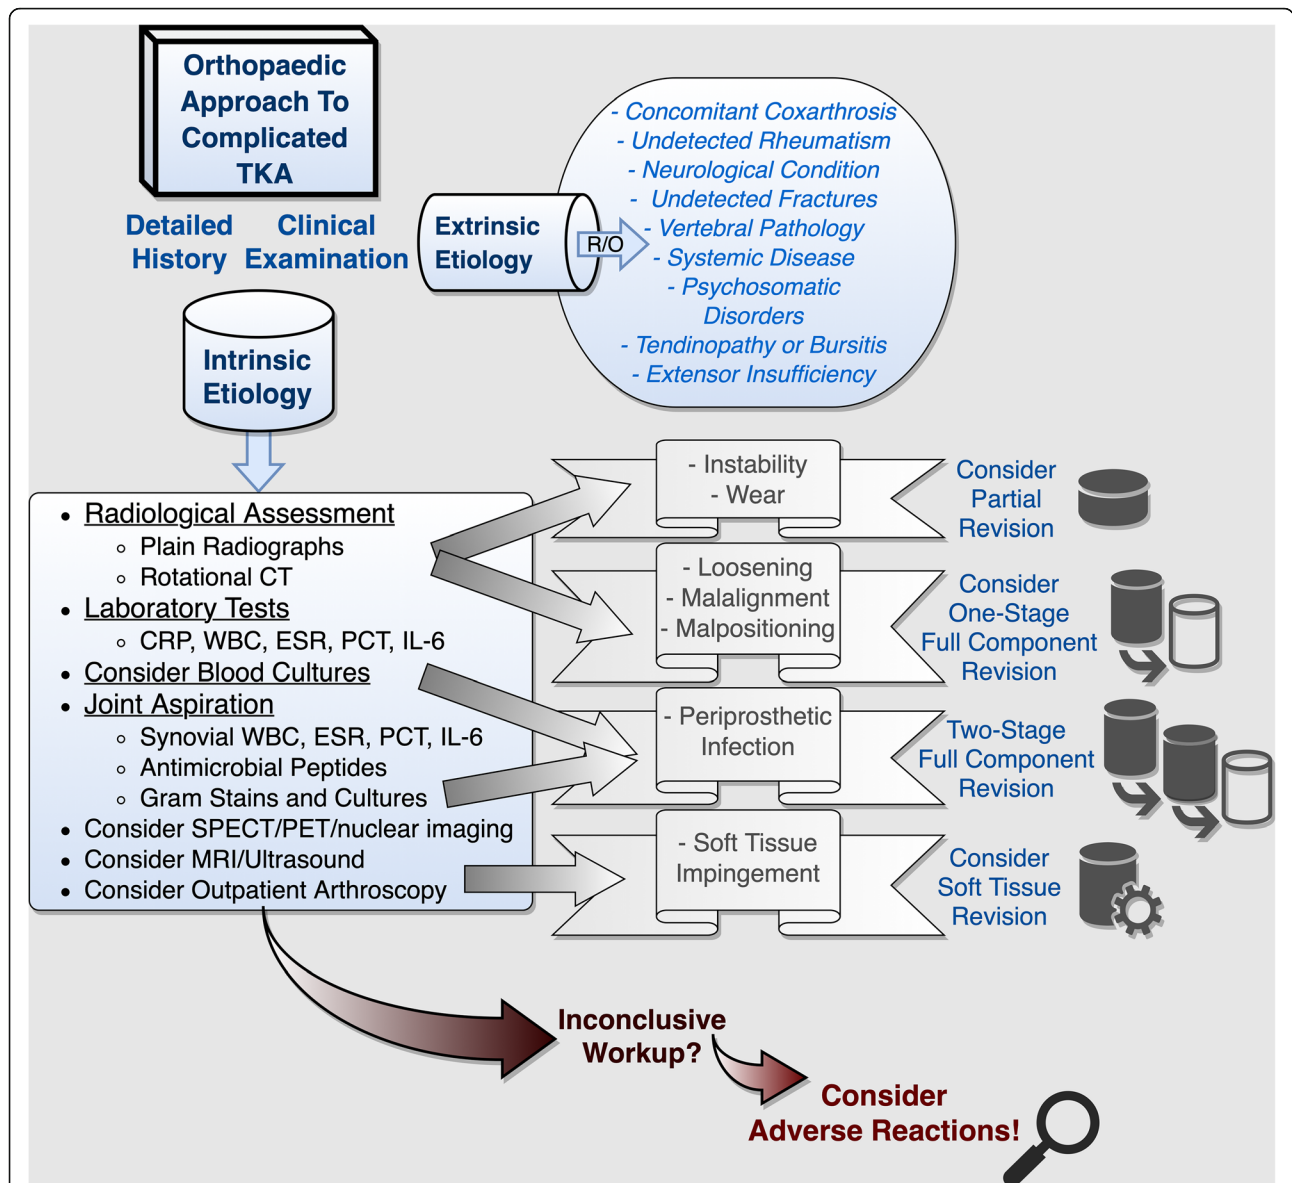 Orthopaedic
Approach To
Complicated
TKA
Detailed
History
Clinical
Examination
Extrinsic
Etiology
R/O
- Concomitant Coxarthrosis
- Undetected Rheumatism
- Neurological Condition
- Undetected Fractures
- Vertebral Pathology
- Systemic Disease
- Psychosomatic
Disorders
- Tendinopathy or Bursitis
- Extensor Insufficiency
Intrinsic
Etiology
• Radiological Assessment
◦ Plain Radiographs
◦ Rotational CT
• Laboratory Tests
◦ CRP, WBC, ESR, PCT, IL-6
• Consider Blood Cultures
• Joint Aspiration
◦ Synovial WBC, ESR, PCT, IL-6
◦ Antimicrobial Peptides
◦ Gram Stains and Cultures
• Consider SPECT/PET/nuclear imaging
• Consider MRI/Ultrasound
• Consider Outpatient Arthroscopy
- Instability
- Wear
Consider
Partial
Revision
- Loosening
- Malalignment
- Malpositioning
Consider
One-Stage
Full Component
Revision
- Periprosthetic
Infection
Two-Stage
Full Component
Revision
- Soft Tissue
Impingement
Consider
Soft Tissue
Revision
Inconclusive
Workup?
Consider
Adverse Reactions!